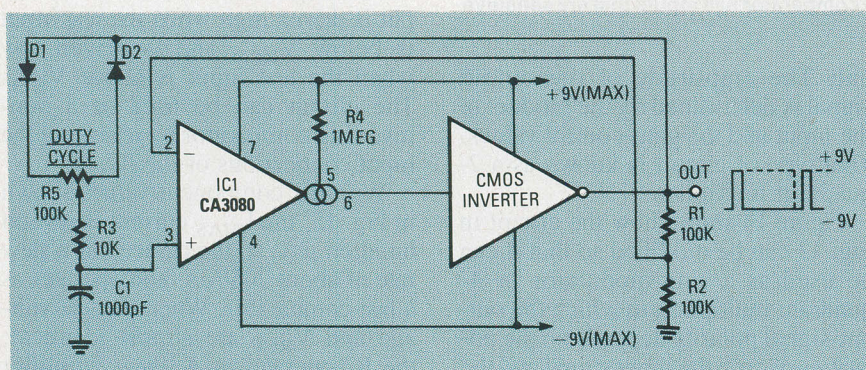 D1
D2
DUTY
CYCLE
R5
100K
R3
10K
C1
1000pF
2
-
3
+
7
4
IC1
CA3080
R4
1MEG
5
6
+9V(MAX)
CMOS
INVERTER
-9V(MAX)
OUT
R1
100K
R2
100K
+9V
-9V